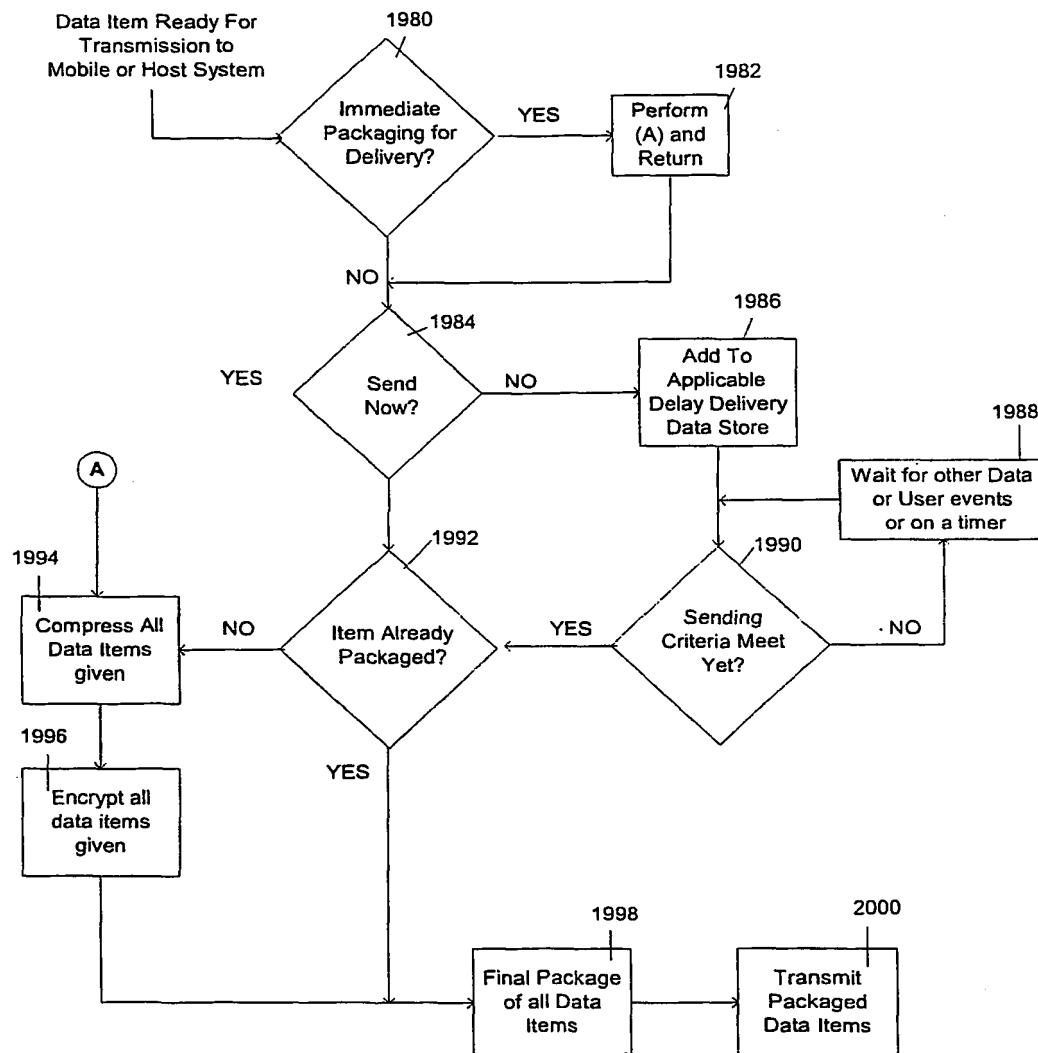 Data Item Ready For
Transmission to
Mobile or Host System
1980
Immediate
Packaging for
Delivery?
YES
1982
Perform
(A) and
Return
NO
1984
YES
Send
Now?
NO
1986
Add To
Applicable
Delay Delivery
Data Store
1988
Wait for other Data
or User events
or on a timer
A
1992
1990
1994
Compress All
Data Items
given
NO
Item Already
Packaged?
YES
Sending
Criteria Meet
Yet?
NO
1996
Encrypt all
data items
given
YES
1998
Final Package
of all Data
Items
2000
Transmit
Packaged
Data Items